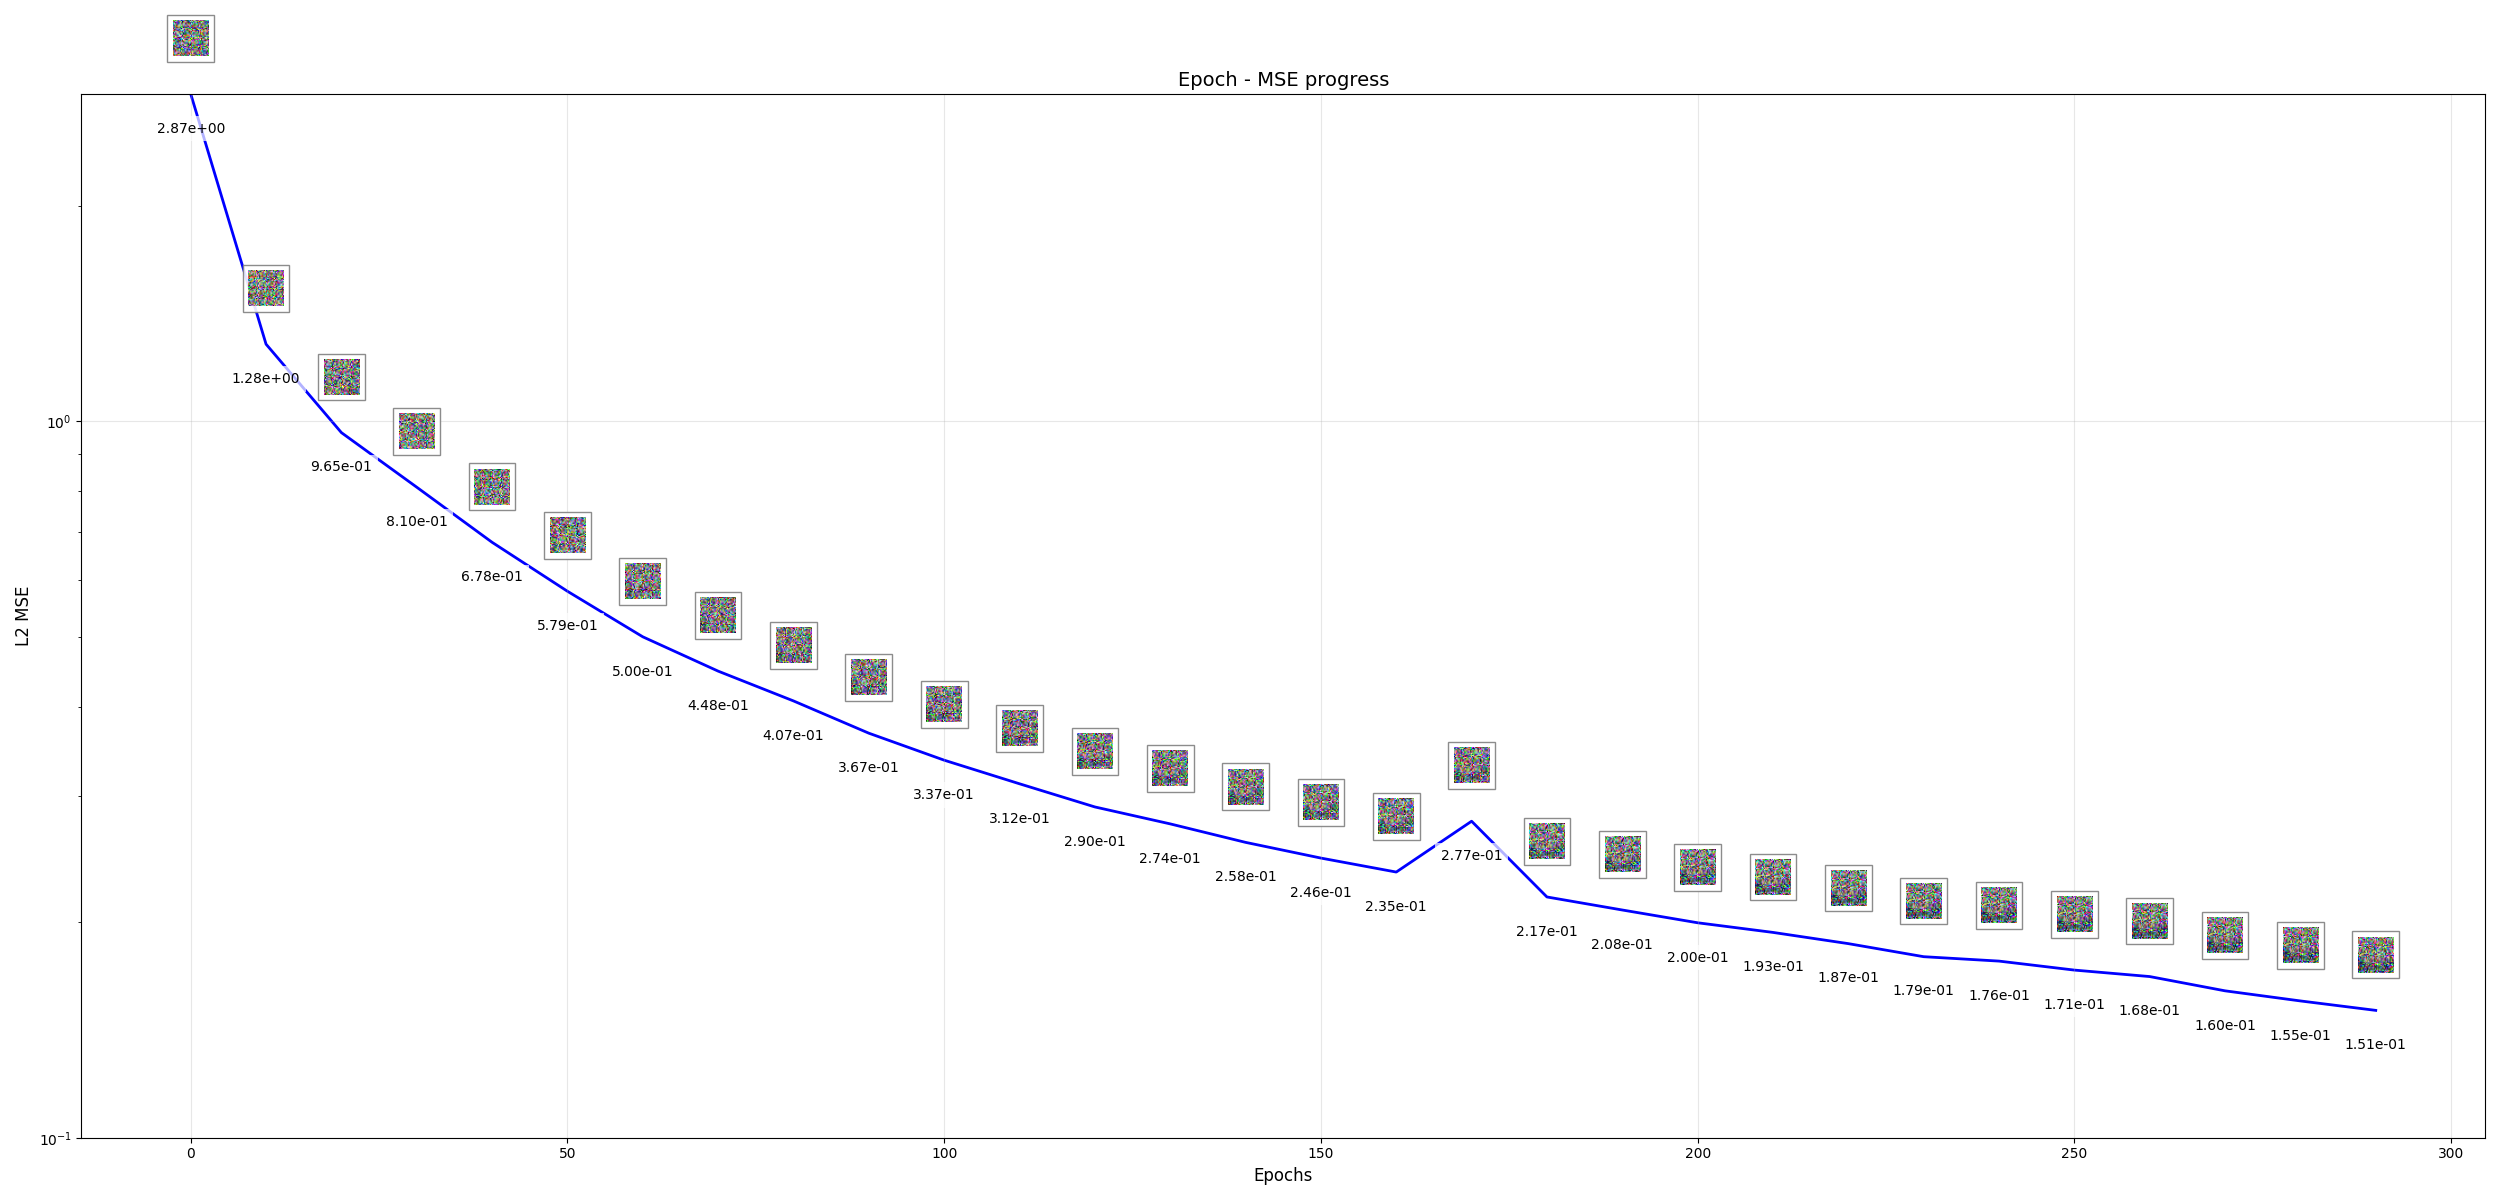 Epoch - MSE progress
2.87e+00
1.28e+00
9.65e-01
8.10e-01
6.78e-01
5.79e-01
5.00e-01
4.48e-01
4.07e-01
3.67e-01
3.37e-01
3.12e-01
2.90e-01
2.74e-01
2.58e-01
2.46e-01
2.35e-01
2.77e-01
2.17e-01
2.08e-01
2.00e-01
1.93e-01
1.87e-01
1.79e-01
1.76e-01
1.71e-01
1.68e-01
1.60e-01
1.55e-01
1.51e-01
10⁰
10⁻¹
L2 MSE
0 50 100 150 200 250 300
Epochs